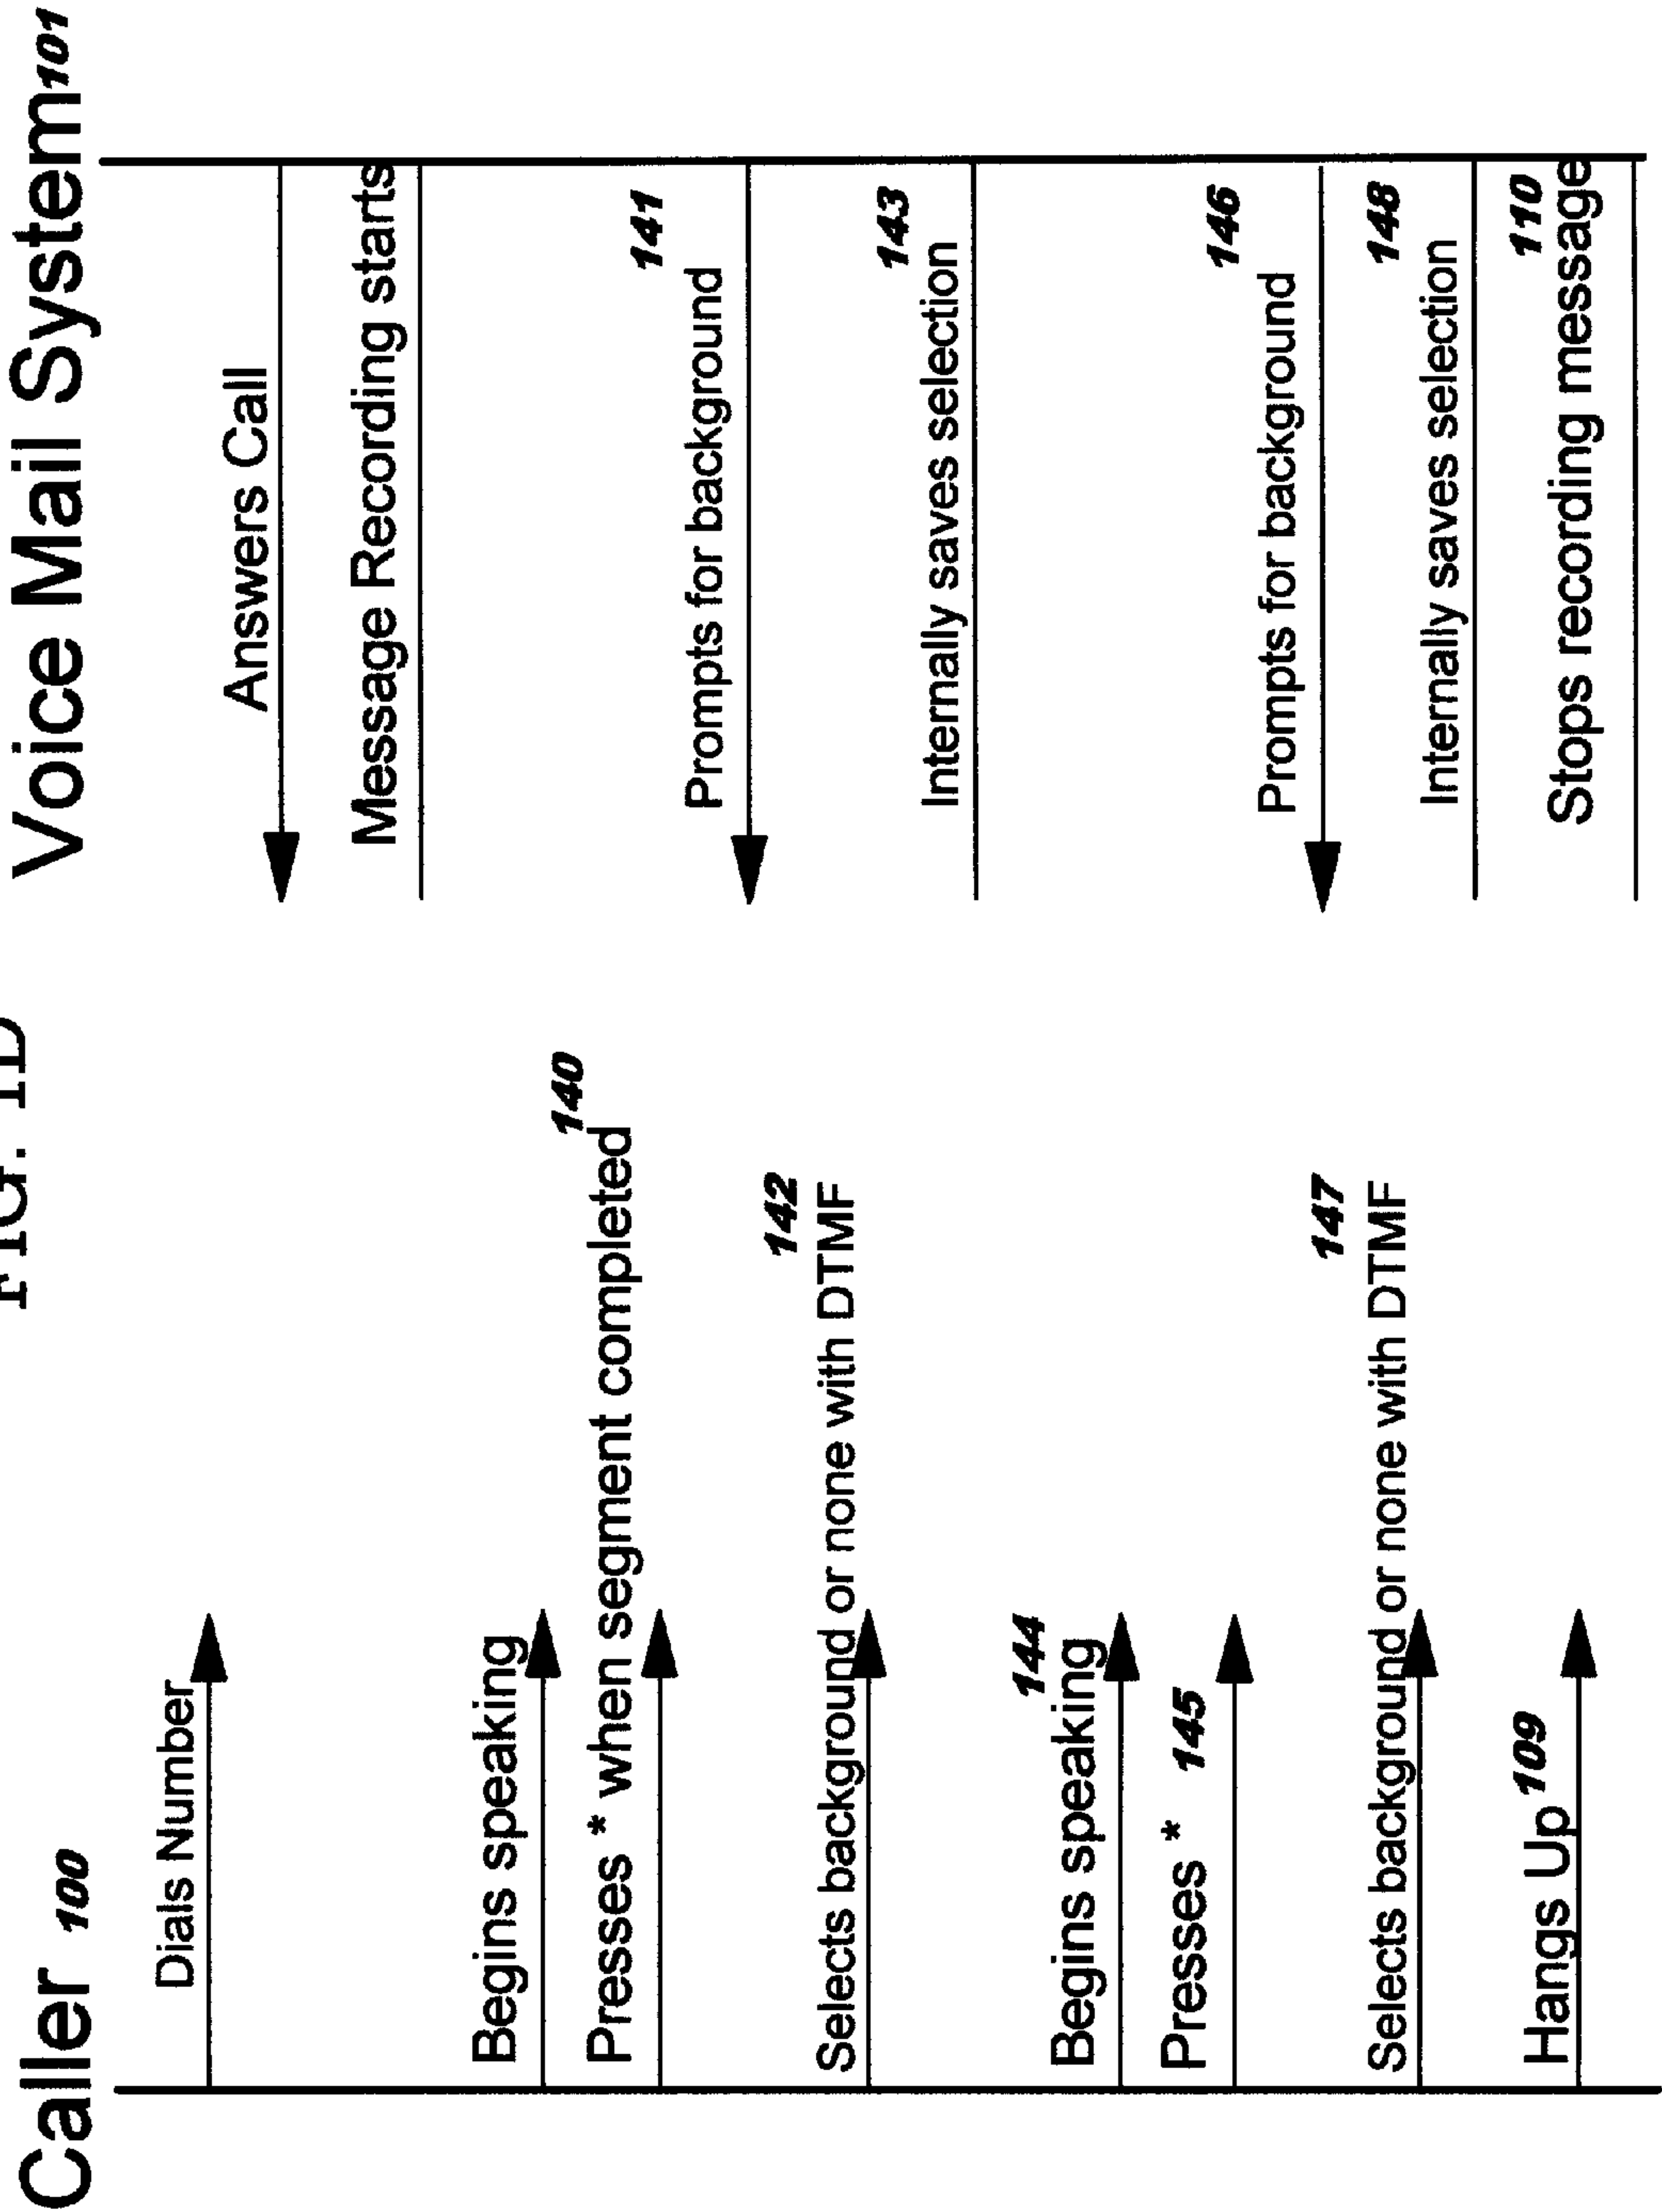 FIG. 1D
Caller 100
Voice Mail System 101
Dials Number
Answers Call
Message Recording starts
Begins speaking
140
Presses * when segment completed
141
Prompts for background
142
Selects background or none with DTMF
143
Internally saves selection
144
Begins speaking
Presses * 145
146
Prompts for background
147
Selects background or none with DTMF
148
Internally saves selection
Hangs Up 109
110
Stops recording message